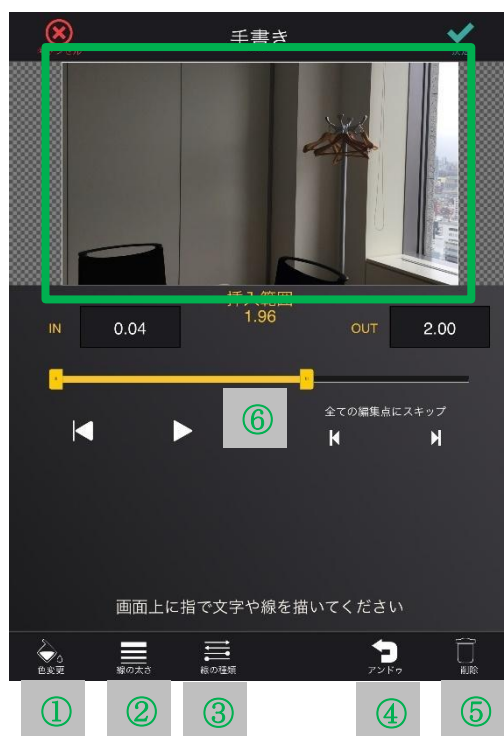 手書き
挿入範囲
IN 0.04 1.96 OUT 2.00
⑥
全ての編集点にスキップ
画面上に指で文字や線を描いてください
色変更 線の太さ 線の種類 アンドゥ 削除
① ② ③ ④ ⑤